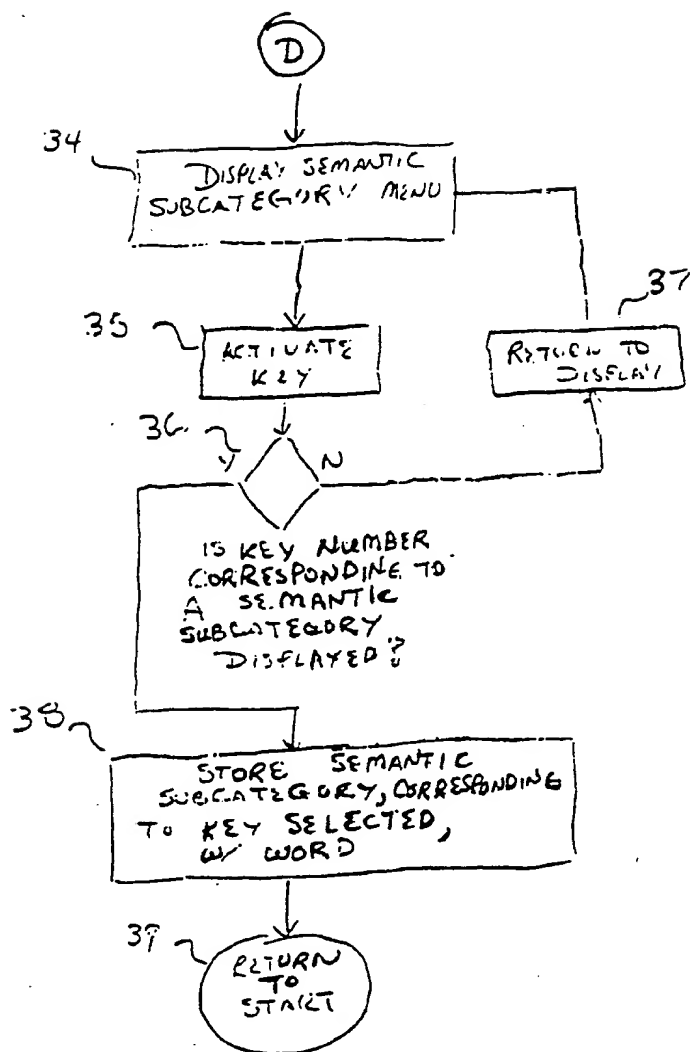 D
34
DISPLAY SEMANTIC
SUBCATEGORY MENU
35
ACTIVATE
KEY
37
RETURN TO
DISPLAY
36
Y
N
IS KEY NUMBER
CORRESPONDING TO
A SEMANTIC
SUBCATEGORY
DISPLAYED?
38
STORE SEMANTIC
SUBCATEGORY, CORRESPONDING
TO KEY SELECTED,
W/ WORD
39
RETURN
TO
START